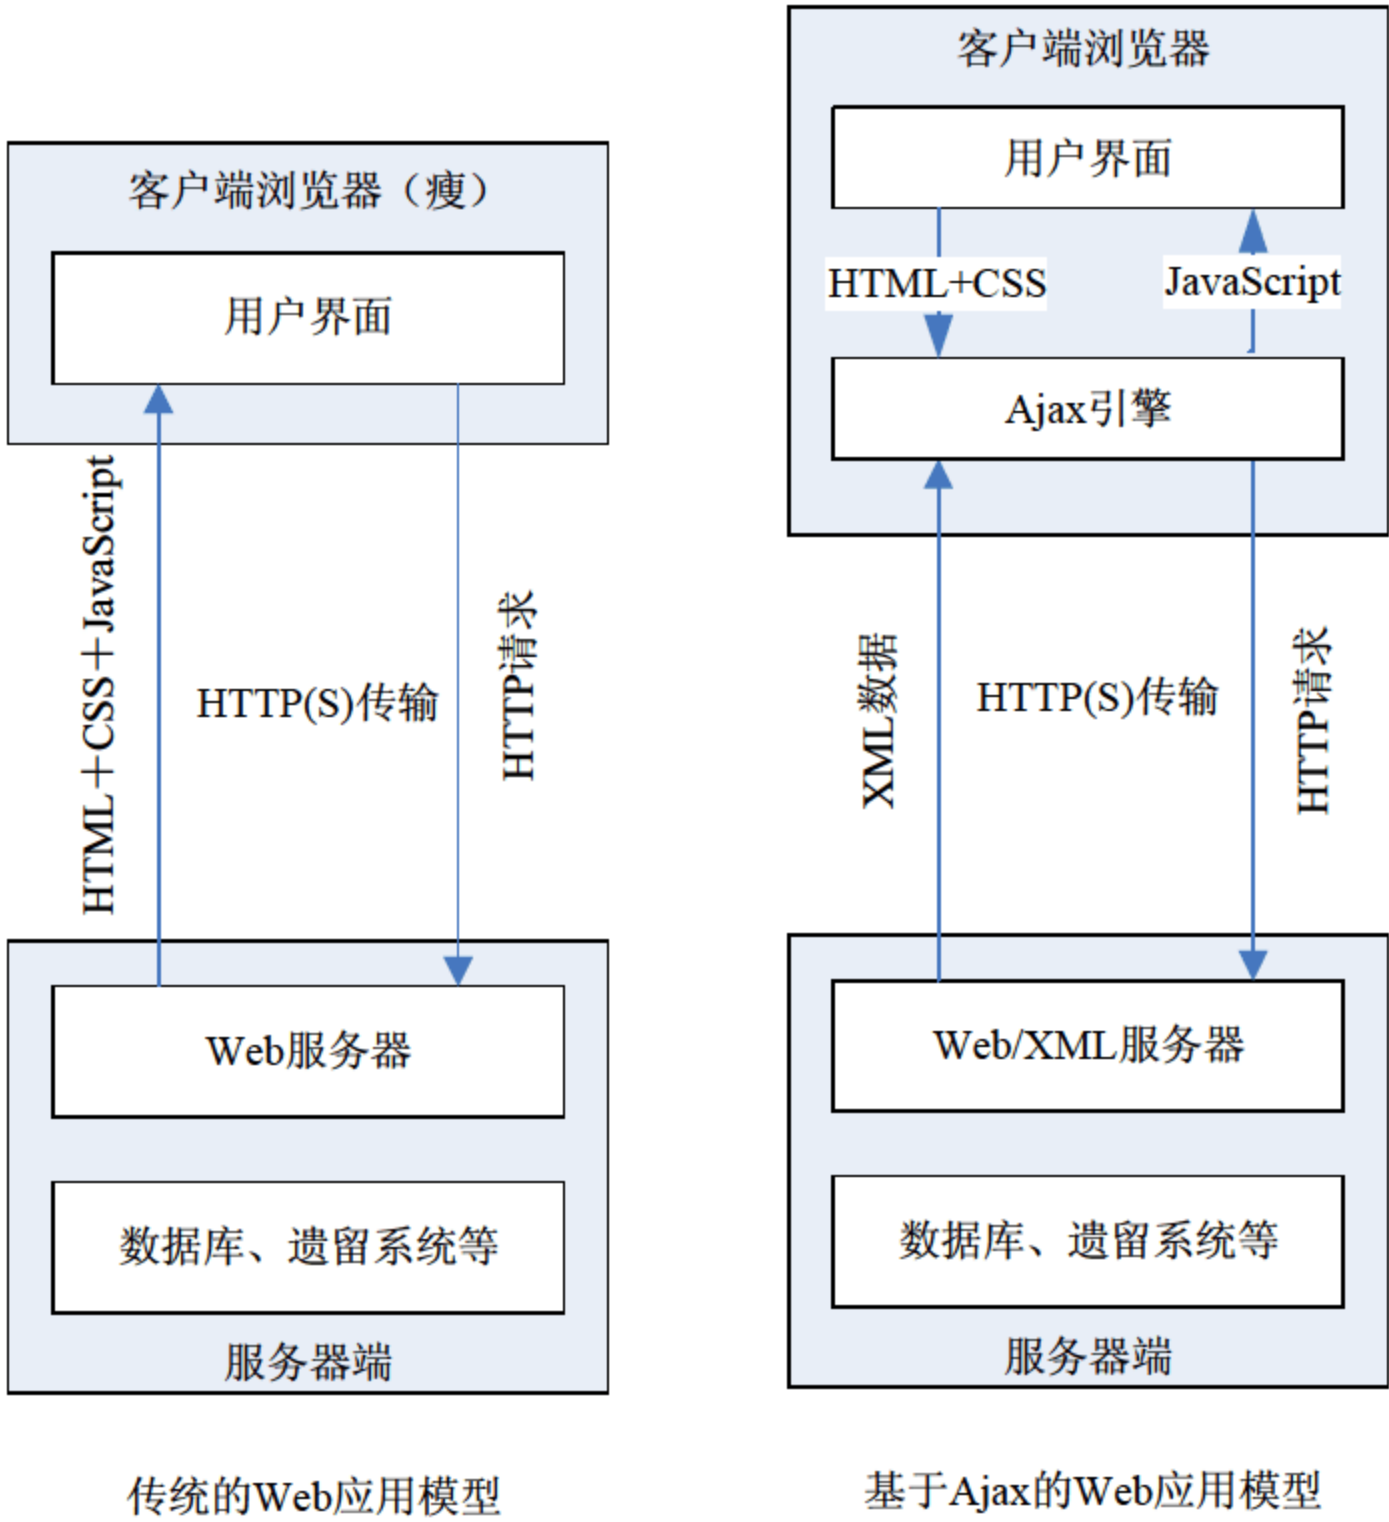 客户端浏览器（瘦）
用户界面
HTML＋CSS＋JavaScript
HTTP(S)传输
HTTP请求
Web服务器
数据库、遗留系统等
服务器端
传统的Web应用模型
客户端浏览器
用户界面
HTML+CSS
JavaScript
Ajax引擎
XML数据
HTTP(S)传输
HTTP请求
Web/XML服务器
数据库、遗留系统等
服务器端
基于Ajax的Web应用模型